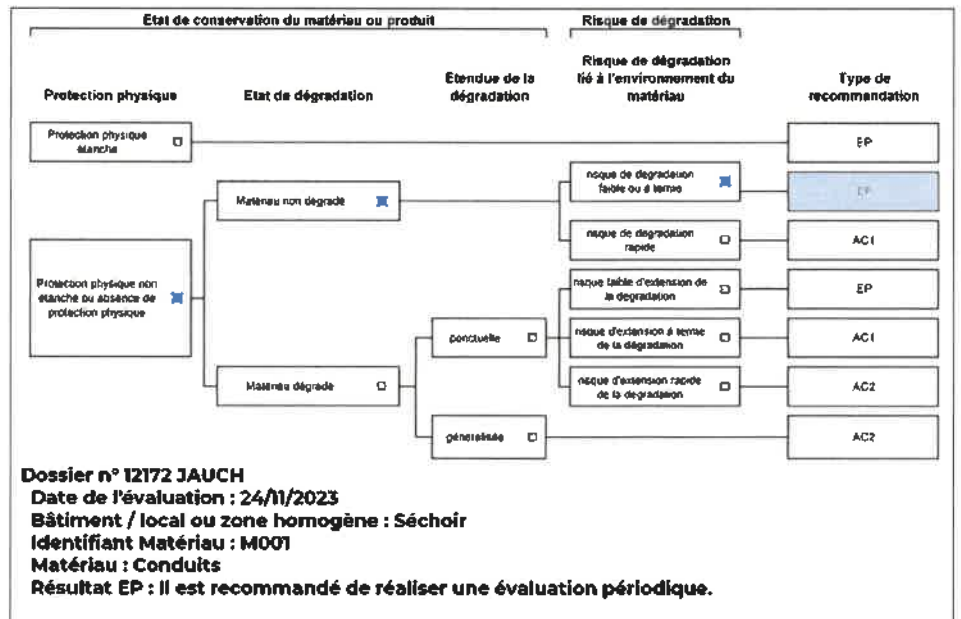 Etat de conservation du matériau ou produit
Risque de dégradation
Protection physique
Etat de dégradation
Etendue de la
dégradation
Risque de dégradation
lié à l'environnement du
matériau
Type de
recommandation
Protection physique
étanche
EP
Matériau non dégradé
risque de dégradation
faible ou à terme
EP
risque de dégradation
rapide
AC1
Protection physique non
étanche ou absence de
protection physique
risque faible d'extension de
la dégradation
EP
ponctuelle
risque d'extension à terme
de la dégradation
AC1
Matériau dégradé
risque d'extension rapide
de la dégradation
AC2
généralisée
AC2
Dossier n° 12172 JAUCH
Date de l'évaluation : 24/11/2023
Bâtiment / local ou zone homogène : Séchoir
Identifiant Matériau : M001
Matériau : Conduits
Résultat EP : Il est recommandé de réaliser une évaluation périodique.